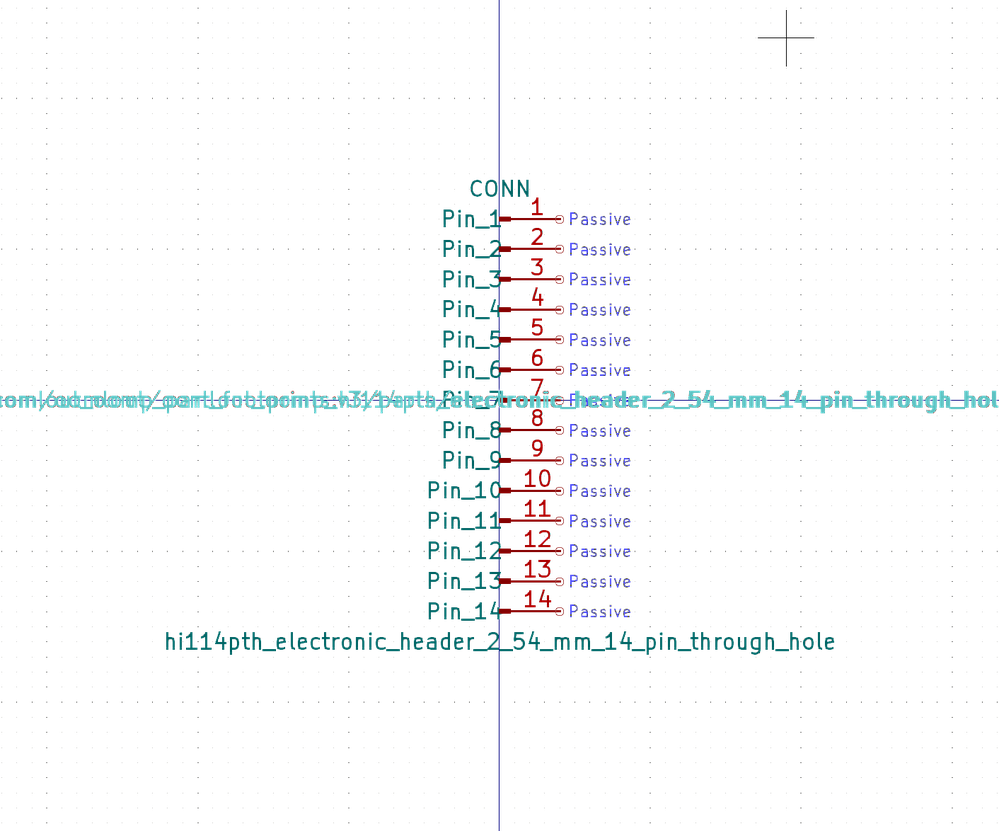 CONN
Pin_1 1 Passive
Pin_2 2 Passive
Pin_3 3 Passive
Pin_4 4 Passive
Pin_5 5 Passive
Pin_6 6 Passive
7
electronic_header_2_54_mm_14_pin_through_hol
Pin_8 8 Passive
Pin_9 9 Passive
Pin_10 10 Passive
Pin_11 11 Passive
Pin_12 12 Passive
Pin_13 13 Passive
Pin_14 14 Passive
hi114pth_electronic_header_2_54_mm_14_pin_through_hole